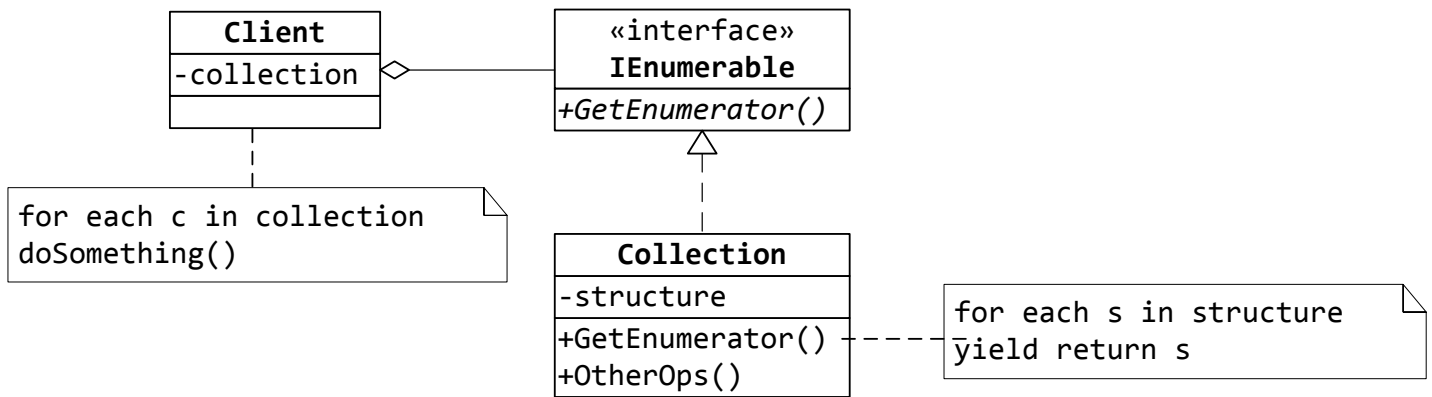 Client
-collection
«interface»
IEnumerable
+GetEnumerator()
for each c in collection
doSomething()
Collection
-structure
+GetEnumerator()
+OtherOps()
for each s in structure
yield return s